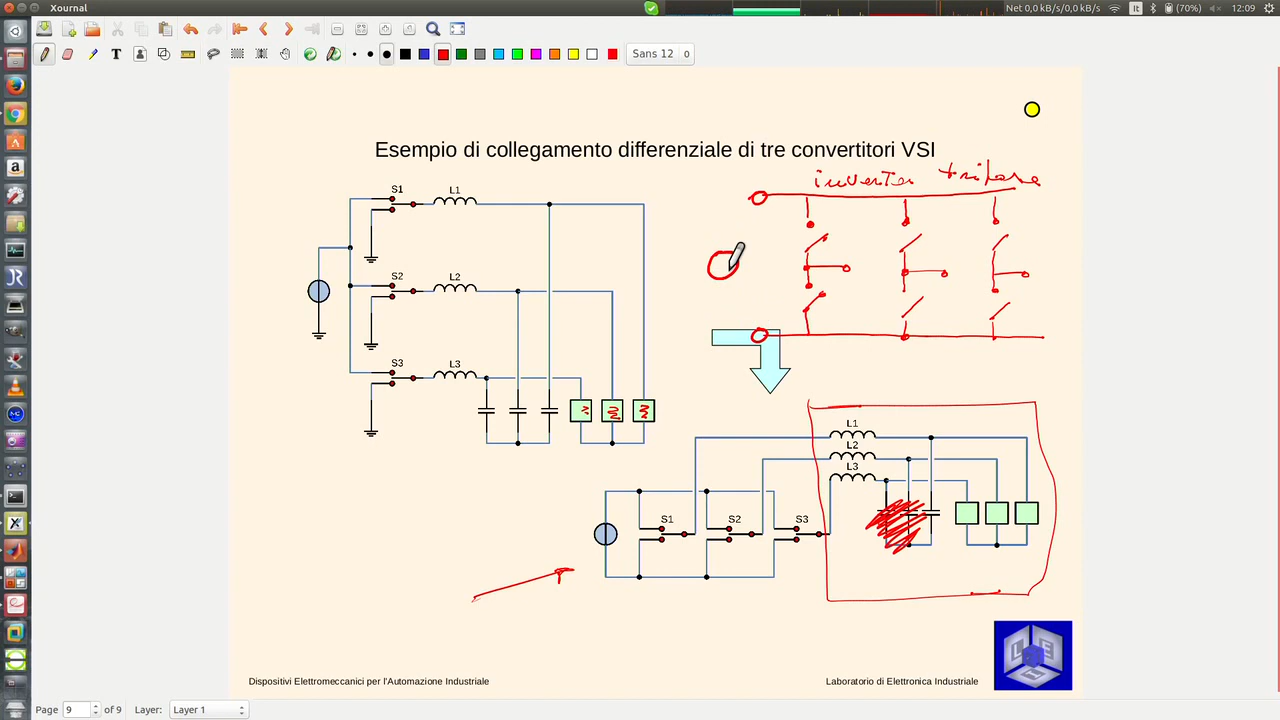 Xournal
Net 0,0 kB/s/0,0 kB/s
It
(70%)
12:09
T
Sans 12
0
Esempio di collegamento differenziale di tre convertitori VSI
inverter trifase
S1
L1
S2
L2
S3
L3
L1
L2
L3
S1
S2
S3
Dispositivi Elettromeccanici per l'Automazione Industriale
Laboratorio di Elettronica Industriale
Page
9
of 9
Layer:
Layer 1